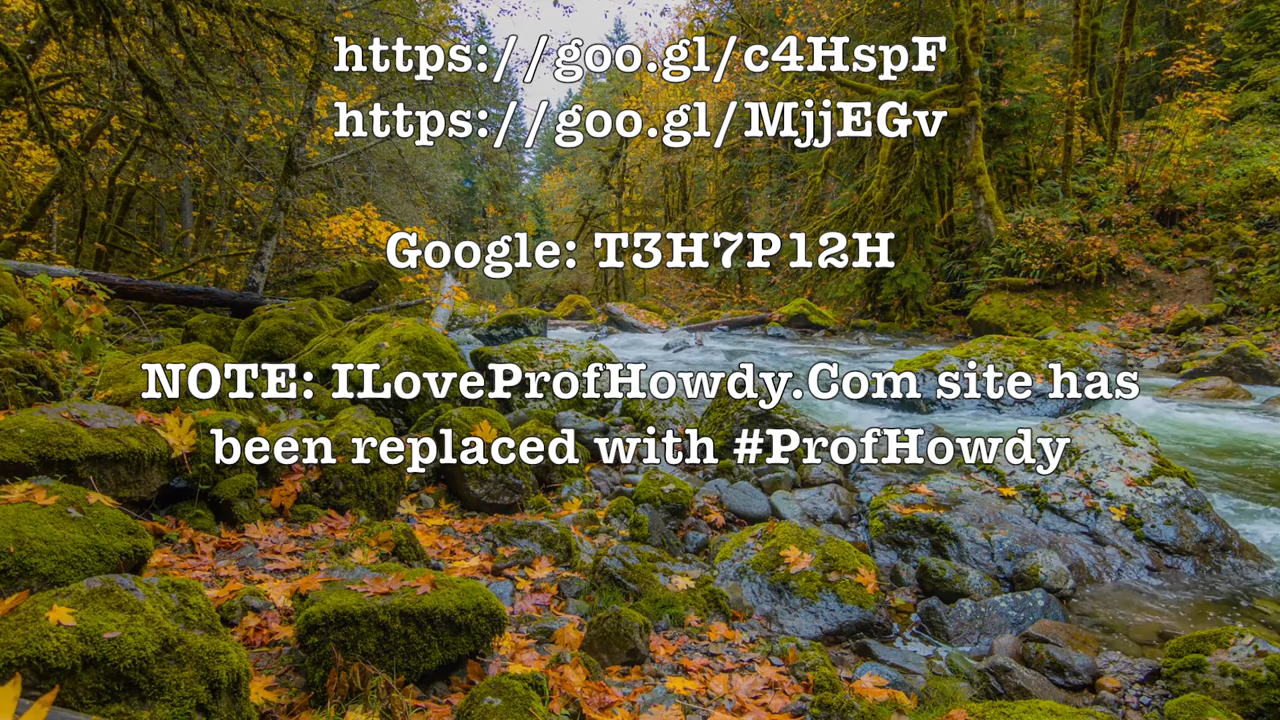 https://goo.gl/c4HspF
https://goo.gl/MjjEGv
Google: T3H7P12H
NOTE: ILoveProfHowdy.Com site has
been replaced with #ProfHowdy